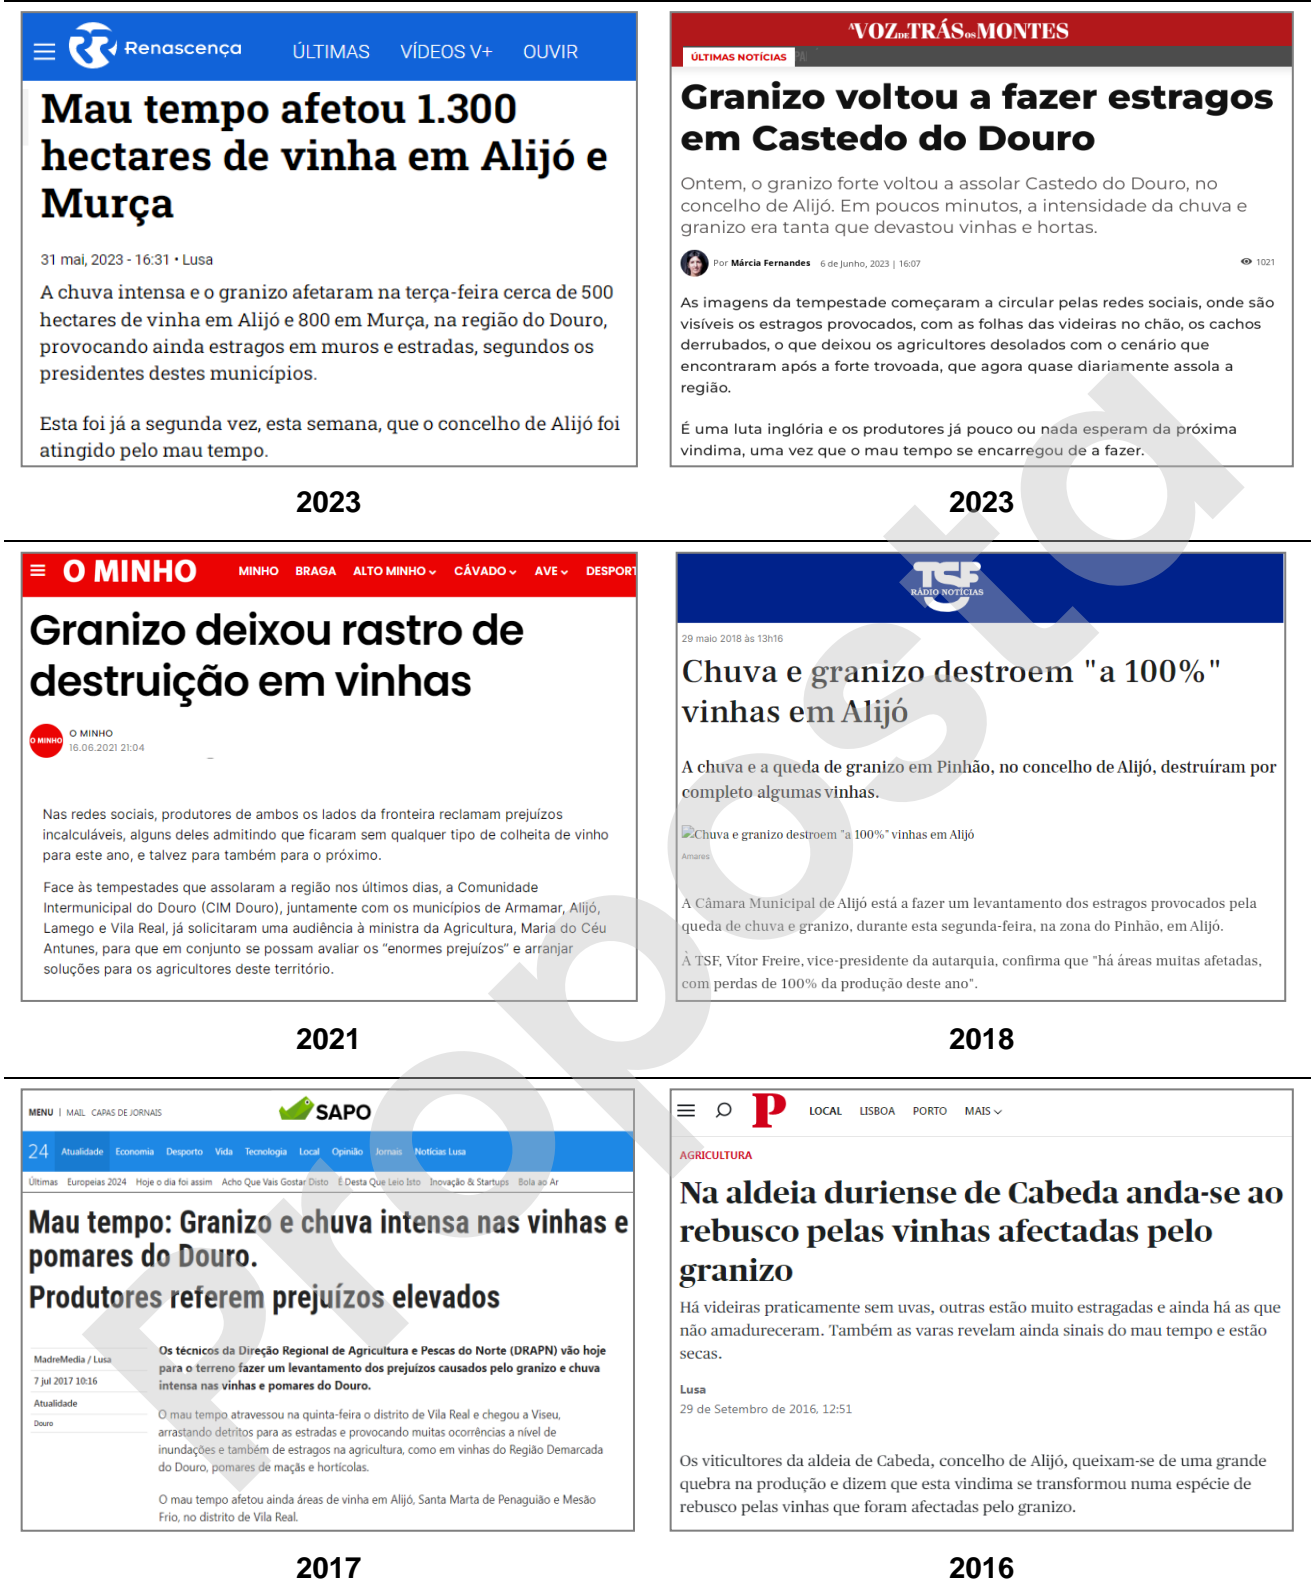 Renascença ÚLTIMAS VÍDEOS V+ OUVIR
Mau tempo afetou 1.300
hectares de vinha em Alijó e
Murça
31 mai, 2023 - 16:31 • Lusa
A chuva intensa e o granizo afetaram na terça-feira cerca de 500
hectares de vinha em Alijó e 800 em Murça, na região do Douro,
provocando ainda estragos em muros e estradas, segundos os
presidentes destes municípios.
Esta foi já a segunda vez, esta semana, que o concelho de Alijó foi
atingido pelo mau tempo.
2023
A VOZ DE TRÁS OS MONTES
ÚLTIMAS NOTÍCIAS
Granizo voltou a fazer estragos
em Castedo do Douro
Ontem, o granizo forte voltou a assolar Castedo do Douro, no
concelho de Alijó. Em poucos minutos, a intensidade da chuva e
granizo era tanta que devastou vinhas e hortas.
Por Márcia Fernandes 6 de Junho, 2023 | 16:07 1021
As imagens da tempestade começaram a circular pelas redes sociais, onde são
visíveis os estragos provocados, com as folhas das videiras no chão, os cachos
derrubados, o que deixou os agricultores desolados com o cenário que
encontraram após a forte trovoada, que agora quase diariamente assola a
região.
É uma luta inglória e os produtores já pouco ou nada esperam da próxima
vindima, uma vez que o mau tempo se encarregou de a fazer.
2023
O MINHO MINHO BRAGA ALTO MINHO CÁVADO AVE DESPORT
Granizo deixou rastro de
destruição em vinhas
O MINHO
O MINHO
16.06.2021 21:04
Nas redes sociais, produtores de ambos os lados da fronteira reclamam prejuízos
incalculáveis, alguns deles admitindo que ficaram sem qualquer tipo de colheita de vinho
para este ano, e talvez para também para o próximo.
Face às tempestades que assolaram a região nos últimos dias, a Comunidade
Intermunicipal do Douro (CIM Douro), juntamente com os municípios de Armamar, Alijó,
Lamego e Vila Real, já solicitaram uma audiência à ministra da Agricultura, Maria do Céu
Antunes, para que em conjunto se possam avaliar os “enormes prejuízos” e arranjar
soluções para os agricultores deste território.
2021
TSF
RÁDIO NOTÍCIAS
29 maio 2018 às 13h16
Chuva e granizo destroem "a 100%"
vinhas em Alijó
A chuva e a queda de granizo em Pinhão, no concelho de Alijó, destruíram por
completo algumas vinhas.
Chuva e granizo destroem "a 100%" vinhas em Alijó
Amares
A Câmara Municipal de Alijó está a fazer um levantamento dos estragos provocados pela
queda de chuva e granizo, durante esta segunda-feira, na zona do Pinhão, em Alijó.
À TSF, Vítor Freire, vice-presidente da autarquia, confirma que "há áreas muitas afetadas,
com perdas de 100% da produção deste ano".
2018
MENU | MAIL CAPAS DE JORNAIS SAPO
24 Atualidade Economia Desporto Vida Tecnologia Local Opinião Jornais Notícias Lusa
Últimas Europeias 2024 Hoje o dia foi assim Acho Que Vais Gostar Disto É Desta Que Leio Isto Inovação & Startups Bola ao Ar
Mau tempo: Granizo e chuva intensa nas vinhas e
pomares do Douro.
Produtores referem prejuízos elevados
MadreMedia / Lusa
7 jul 2017 10:16
Atualidade
Douro
Os técnicos da Direção Regional de Agricultura e Pescas do Norte (DRAPN) vão hoje
para o terreno fazer um levantamento dos prejuízos causados pelo granizo e chuva
intensa nas vinhas e pomares do Douro.
O mau tempo atravessou na quinta-feira o distrito de Vila Real e chegou a Viseu,
arrastando detritos para as estradas e provocando muitas ocorrências a nível de
inundações e também de estragos na agricultura, como em vinhas do Região Demarcada
do Douro, pomares de maçãs e hortícolas.
O mau tempo afetou ainda áreas de vinha em Alijó, Santa Marta de Penaguião e Mesão
Frio, no distrito de Vila Real.
2017
P LOCAL LISBOA PORTO MAIS
AGRICULTURA
Na aldeia duriense de Cabeda anda-se ao
rebusco pelas vinhas afectadas pelo
granizo
Há videiras praticamente sem uvas, outras estão muito estragadas e ainda há as que
não amadureceram. Também as varas revelam ainda sinais do mau tempo e estão
secas.
Lusa
29 de Setembro de 2016, 12:51
Os viticultores da aldeia de Cabeda, concelho de Alijó, queixam-se de uma grande
quebra na produção e dizem que esta vindima se transformou numa espécie de
rebusco pelas vinhas que foram afectadas pelo granizo.
2016
Proposta